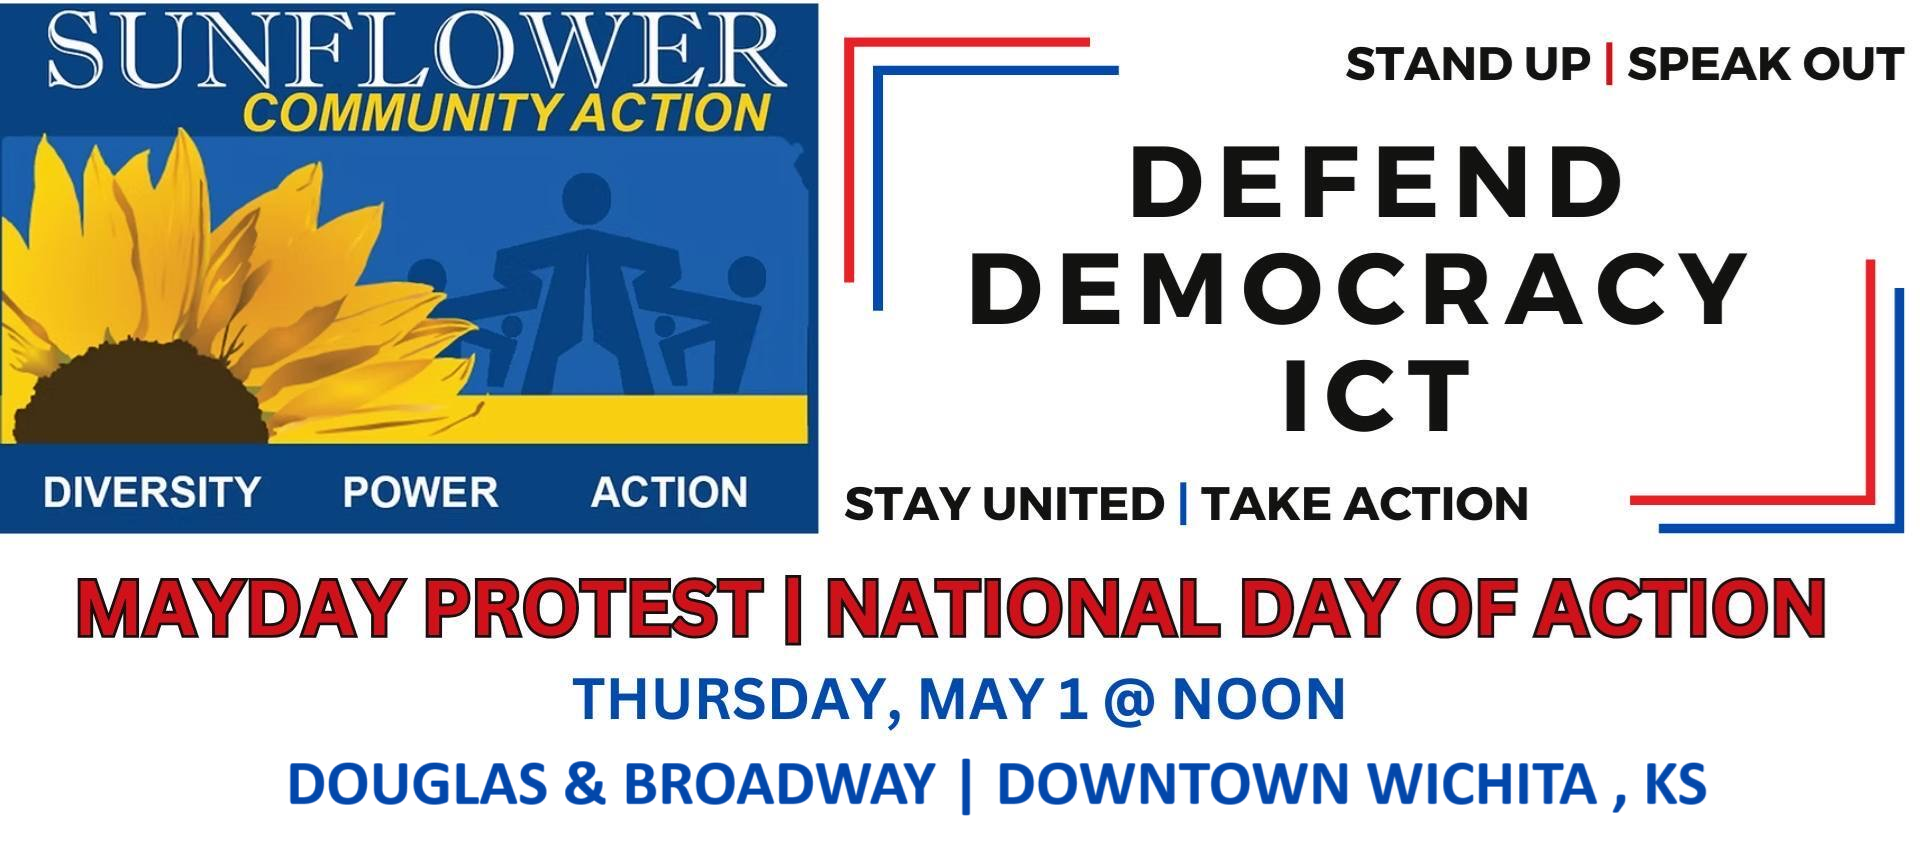 SUNFLOWER
COMMUNITY ACTION
DIVERSITY POWER ACTION
STAND UP | SPEAK OUT
DEFEND
DEMOCRACY
ICT
STAY UNITED | TAKE ACTION
MAYDAY PROTEST | NATIONAL DAY OF ACTION
THURSDAY, MAY 1 @ NOON
DOUGLAS & BROADWAY | DOWNTOWN WICHITA , KS